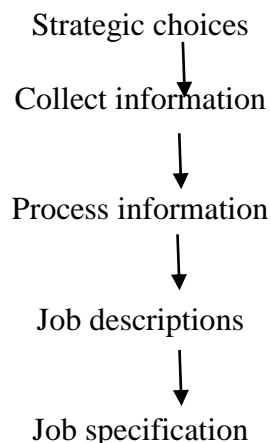 Strategic choices
Collect information
Process information
Job descriptions
Job specification